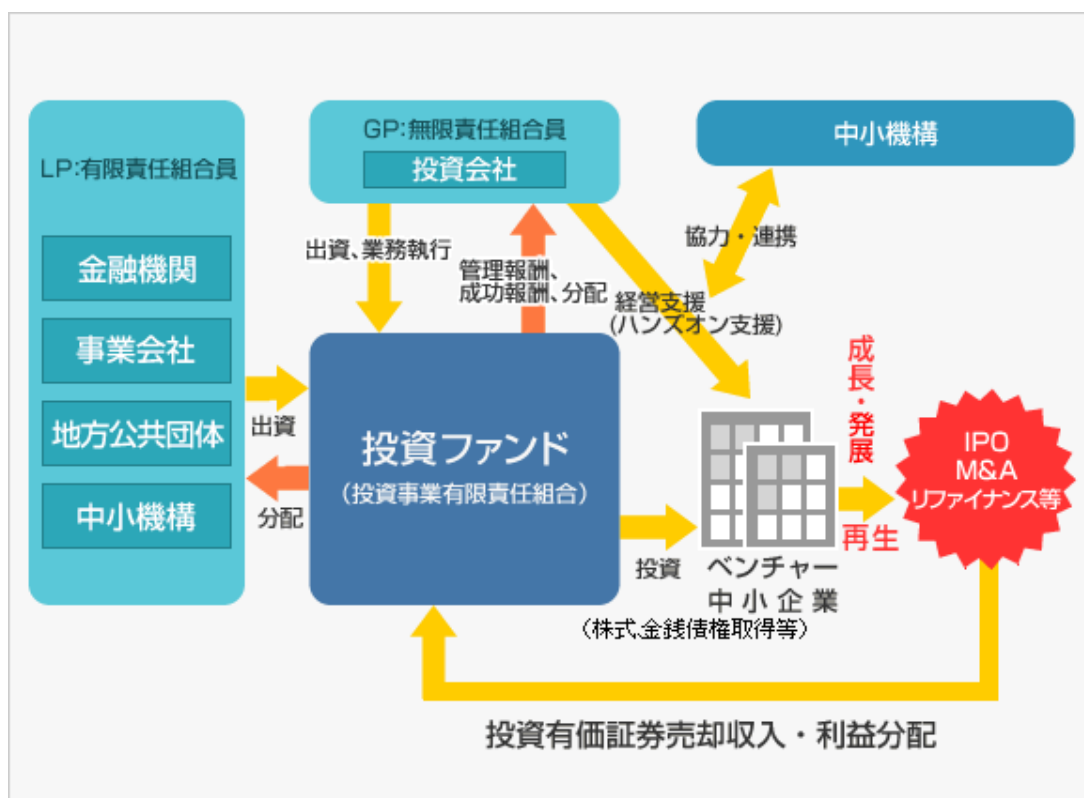 LP:有限責任組合員
金融機関
事業会社
地方公共団体
中小機構
GP:無限責任組合員
投資会社
中小機構
出資、業務執行
管理報酬、
成功報酬、分配
協力・連携
経営支援
(ハンズオン支援)
出資
分配
投資ファンド
（投資事業有限責任組合）
投資
ベンチャー
中小企業
（株式、金銭債権取得等）
成長・発展
再生
IPO
M&A
リファイナンス等
投資有価証券売却収入・利益分配